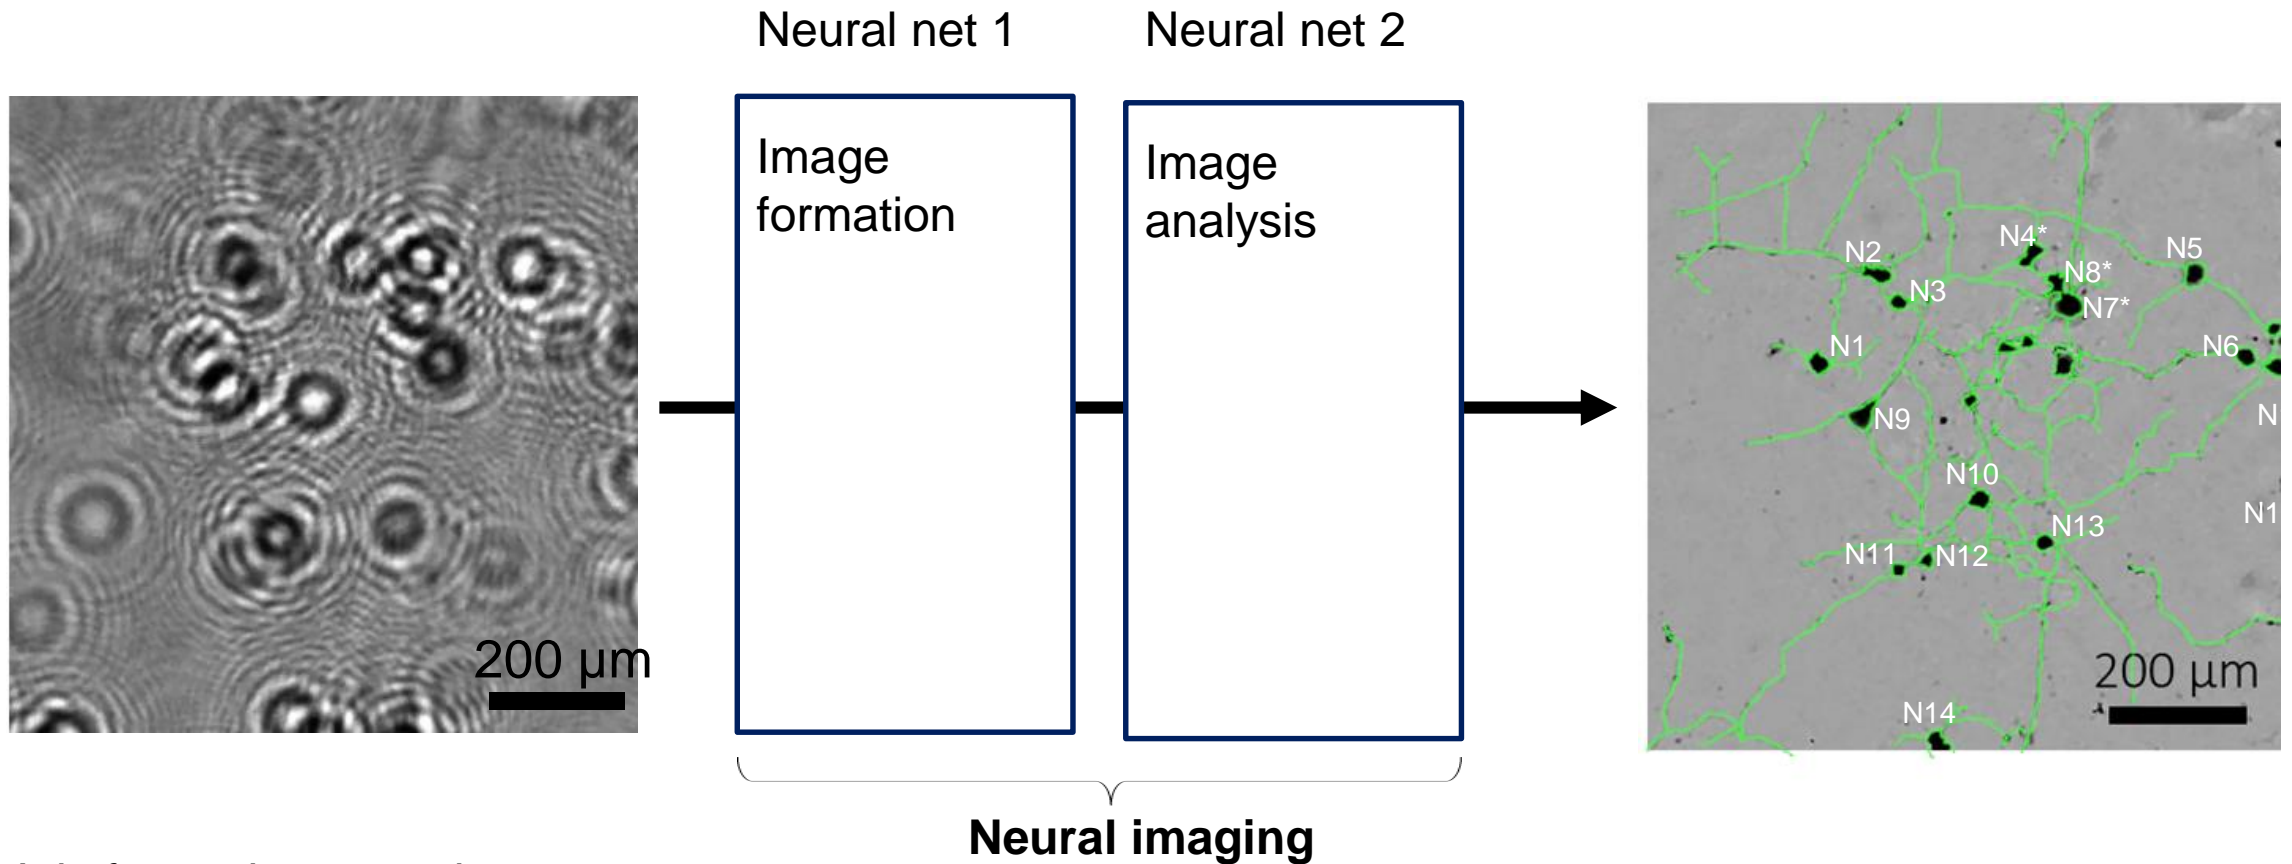 Neural net 1
Neural net 2
Image
formation
Image
analysis
200 μm
N4*
N2
N5
N8*
N3
N7*
N1
N6
N9
N
N10
N1
N13
N11
N12
200 μm
N14
Neural imaging